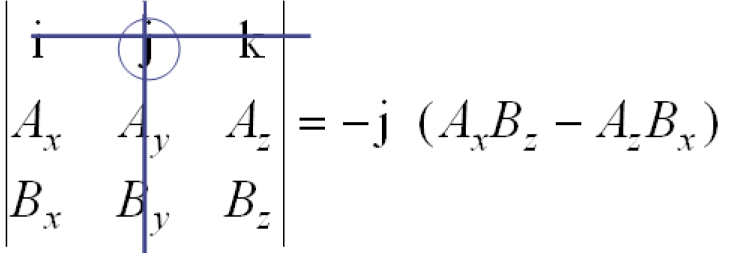 i j k
A_x A_y A_z = -j (A_xB_z - A_zB_x)
B_x B_y B_z